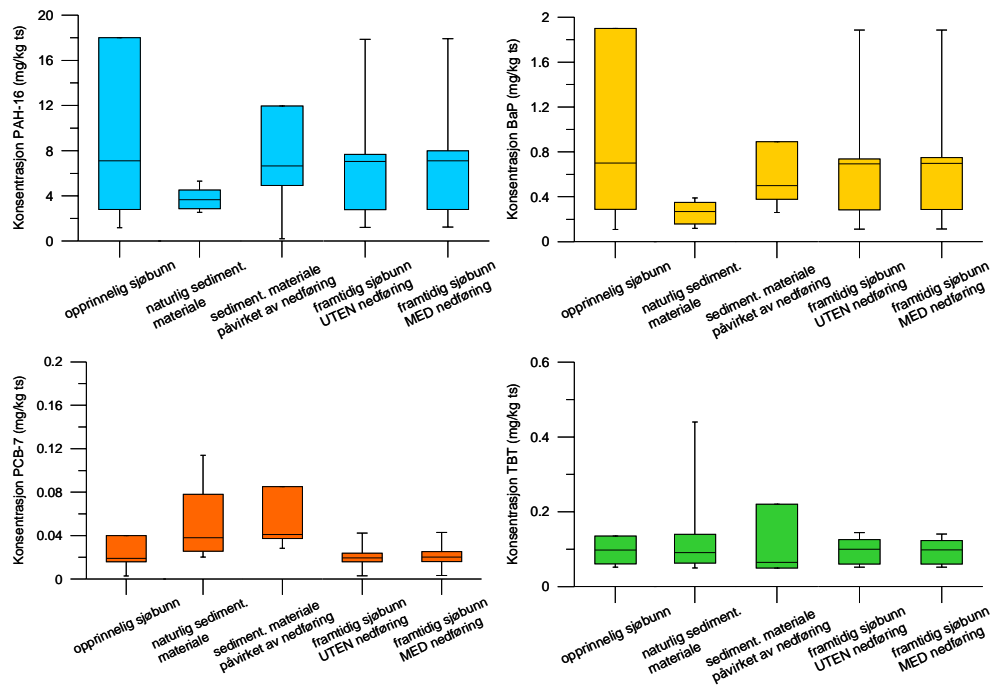 Konsentrasjon PAH-16 (mg/kg ts)
20
16
12
8
4
0
opprinnelig sjøbunn
naturlig sediment.
materiale
sediment. materiale
påvirket av nedføring
framtidig sjøbunn
UTEN nedføring
framtidig sjøbunn
MED nedføring
Konsentrasjon BaP (mg/kg ts)
2
1.6
1.2
0.8
0.4
0
opprinnelig sjøbunn
naturlig sediment.
materiale
sediment. materiale
påvirket av nedføring
framtidig sjøbunn
UTEN nedføring
framtidig sjøbunn
MED nedføring
Konsentrasjon PCB-7 (mg/kg ts)
0.2
0.16
0.12
0.08
0.04
0
opprinnelig sjøbunn
naturlig sediment.
materiale
sediment. materiale
påvirket av nedføring
framtidig sjøbunn
UTEN nedføring
framtidig sjøbunn
MED nedføring
Konsentrasjon TBT (mg/kg ts)
0.6
0.4
0.2
0
opprinnelig sjøbunn
naturlig sediment.
materiale
sediment. materiale
påvirket av nedføring
framtidig sjøbunn
UTEN nedføring
framtidig sjøbunn
MED nedføring